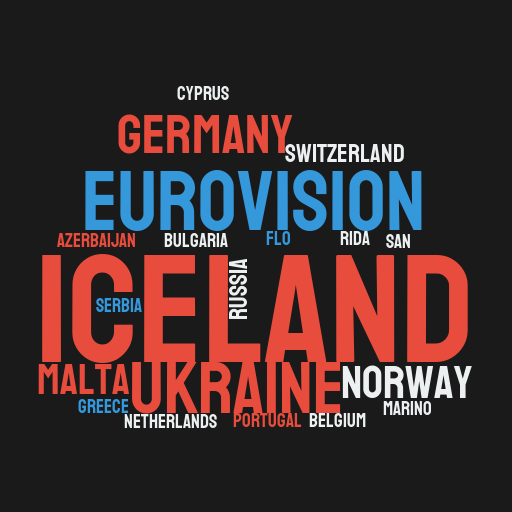 CYPRUS
GERMANY
SWITZERLAND
EUROVISION
AZERBAIJAN BULGARIA FLO RIDA SAN
ICELAND
SERBIA
RUSSIA
MALTA UKRAINE NORWAY
GREECE MARINO
NETHERLANDS PORTUGAL BELGIUM